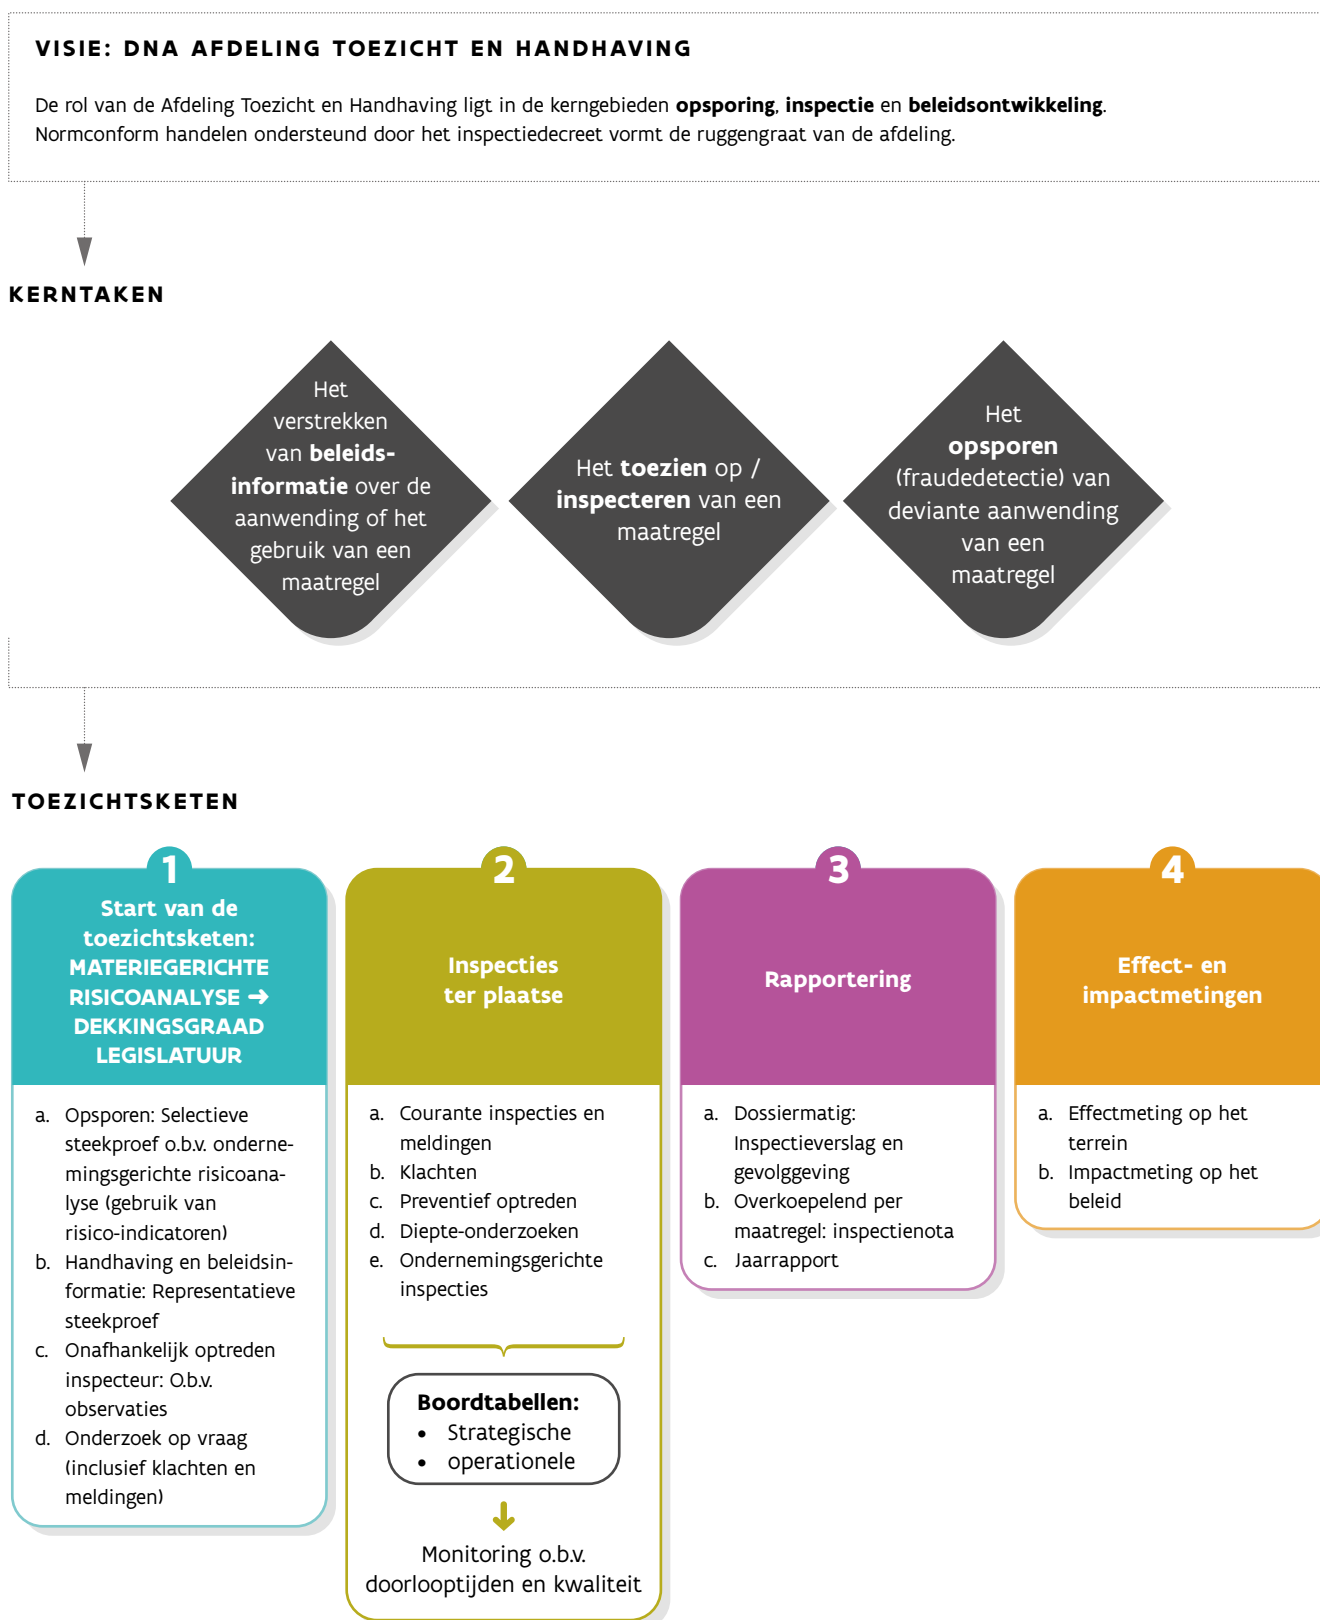 VISIE: DNA AFDELING TOEZICHT EN HANDHAVING
De rol van de Afdeling Toezicht en Handhaving ligt in de kerngebieden opsporing, inspectie en beleidsontwikkeling.
Normconform handelen ondersteund door het inspectiedecreet vormt de ruggengraat van de afdeling.
KERNTAKEN
Het
verstrekken
van beleids-
informatie over de
aanwending of het
gebruik van een
maatregel
Het toezien op /
inspecteren van een
maatregel
Het
opsporen
(fraudedetectie) van
deviante aanwending
van een
maatregel
TOEZICHTSKETEN
1
Start van de
toezichtsketen:
MATERIEGERICHTE
RISICOANALYSE ➜
DEKKINGSGRAAD
LEGISLATUUR
a. Opsporen: Selectieve
steekproef o.b.v. onderne-
mingsgerichte risicoana-
lyse (gebruik van
risico-indicatoren)
b. Handhaving en beleidsin-
formatie: Representatieve
steekproef
c. Onafhankelijk optreden
inspecteur: O.b.v.
observaties
d. Onderzoek op vraag
(inclusief klachten en
meldingen)
2
Inspecties
ter plaatse
a. Courante inspecties en
meldingen
b. Klachten
c. Preventief optreden
d. Diepte-onderzoeken
e. Ondernemingsgerichte
inspecties
Boordtabellen:
• Strategische
• operationele
Monitoring o.b.v.
doorlooptijden en kwaliteit
3
Rapportering
a. Dossiermatig:
Inspectieverslag en
gevolggeving
b. Overkoepelend per
maatregel: inspectienota
c. Jaarrapport
4
Effect- en
impactmetingen
a. Effectmeting op het
terrein
b. Impactmeting op het
beleid